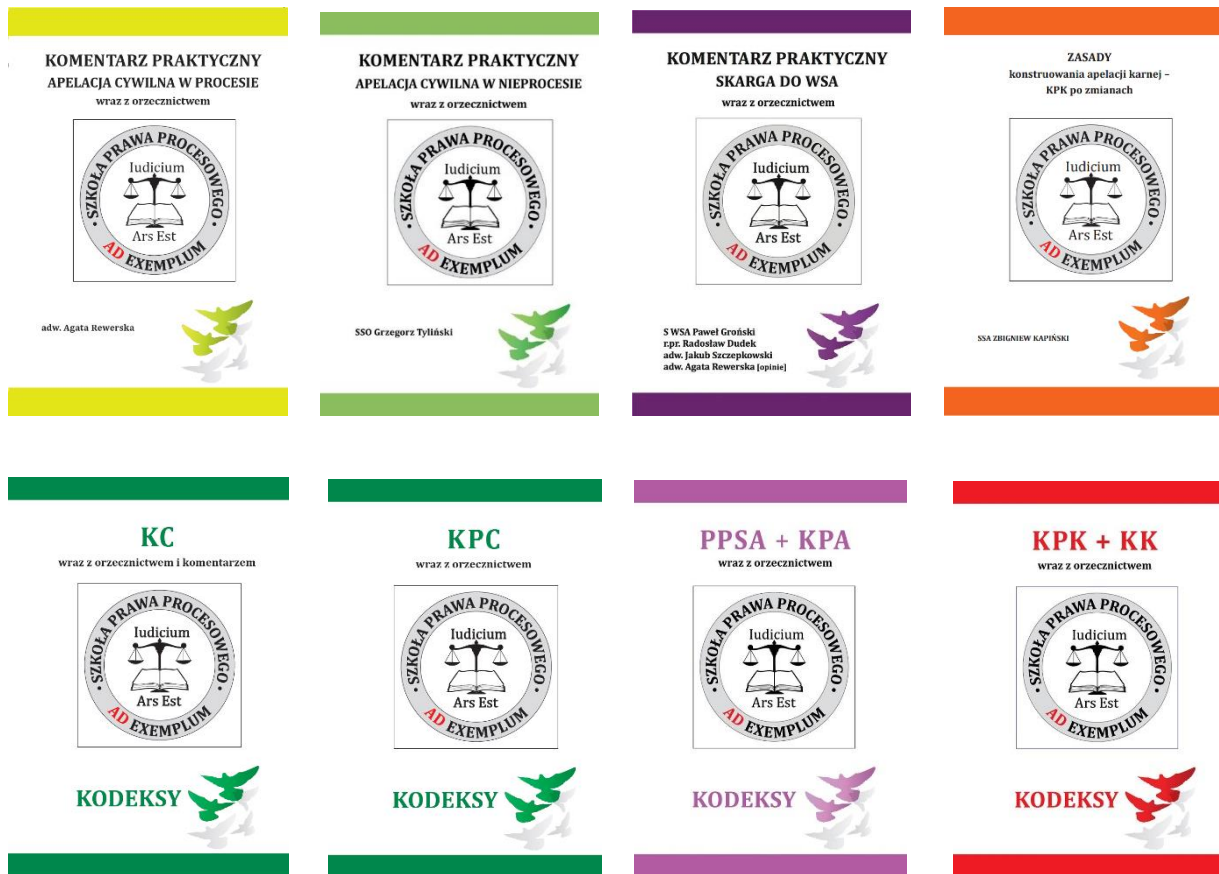 KOMENTARZ PRAKTYCZNY
APELACJA CYWILNA W PROCESIE
wraz z orzecznictwem
SZKOŁA PRAWA PROCESOWEGO
Iudicium
Ars Est
AD EXEMPLUM
adw. Agata Rewerska
KOMENTARZ PRAKTYCZNY
APELACJA CYWILNA W NIEPROCESIE
wraz z orzecznictwem
SZKOŁA PRAWA PROCESOWEGO
Iudicium
Ars Est
AD EXEMPLUM
SSO Grzegorz Tyliński
KOMENTARZ PRAKTYCZNY
SKARGA DO WSA
wraz z orzecznictwem
SZKOŁA PRAWA PROCESOWEGO
Iudicium
Ars Est
AD EXEMPLUM
S WSA Paweł Groński
r.pr. Radosław Dudek
adw. Jakub Szczepkowski
adw. Agata Rewerska [opinie]
ZASADY
konstruowania apelacji karnej –
KPK po zmianach
SZKOŁA PRAWA PROCESOWEGO
Iudicium
Ars Est
AD EXEMPLUM
SSA ZBIGNIEW KAPIŃSKI
KC
wraz z orzecznictwem i komentarzem
SZKOŁA PRAWA PROCESOWEGO
Iudicium
Ars Est
AD EXEMPLUM
KODEKSY
KPC
wraz z orzecznictwem
SZKOŁA PRAWA PROCESOWEGO
Iudicium
Ars Est
AD EXEMPLUM
KODEKSY
PPSA + KPA
wraz z orzecznictwem
SZKOŁA PRAWA PROCESOWEGO
Iudicium
Ars Est
AD EXEMPLUM
KODEKSY
KPK + KK
wraz z orzecznictwem
SZKOŁA PRAWA PROCESOWEGO
Iudicium
Ars Est
AD EXEMPLUM
KODEKSY